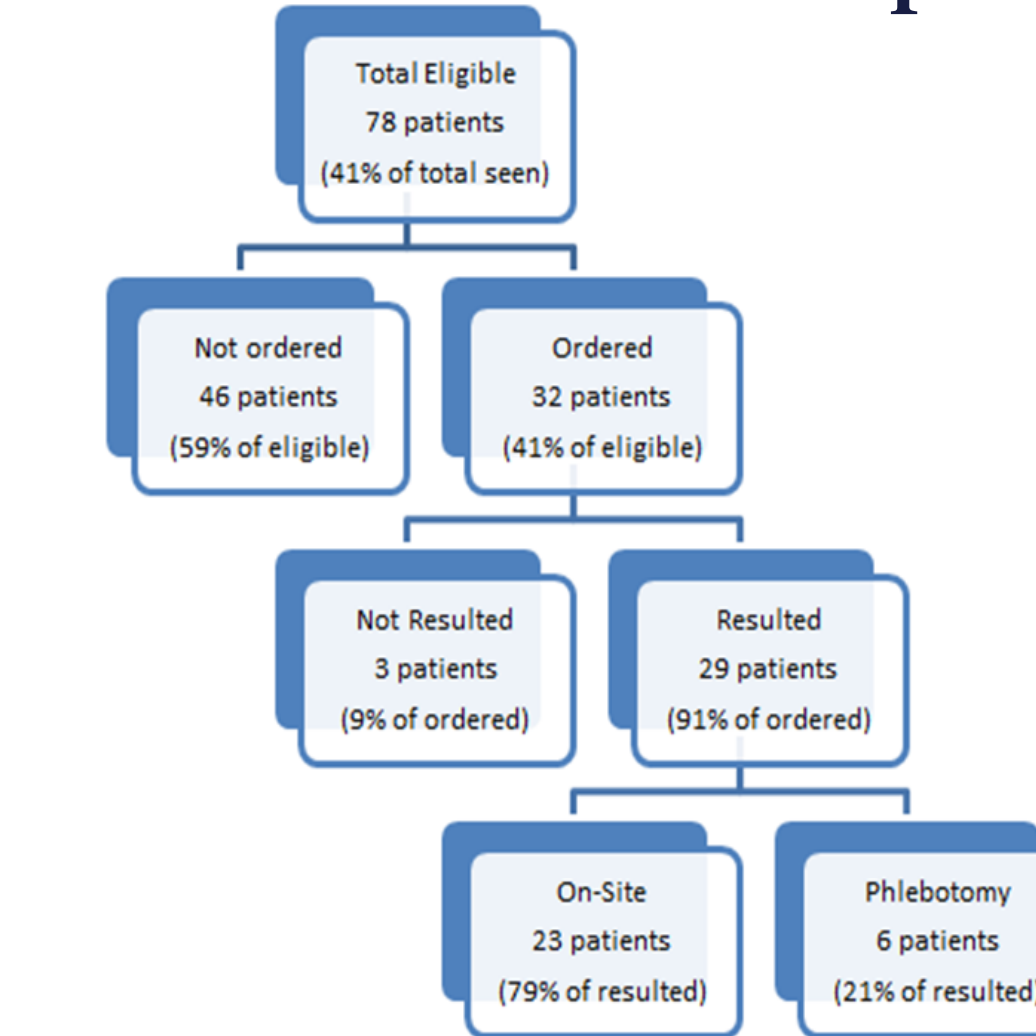 Total Eligible
78 patients
(41% of total seen)
Not ordered
46 patients
(59% of eligible)
Ordered
32 patients
(41% of eligible)
Not Resulted
3 patients
(9% of ordered)
Resulted
29 patients
(91% of ordered)
On-Site
23 patients
(79% of resulted)
Phlebotomy
6 patients
(21% of resulted)